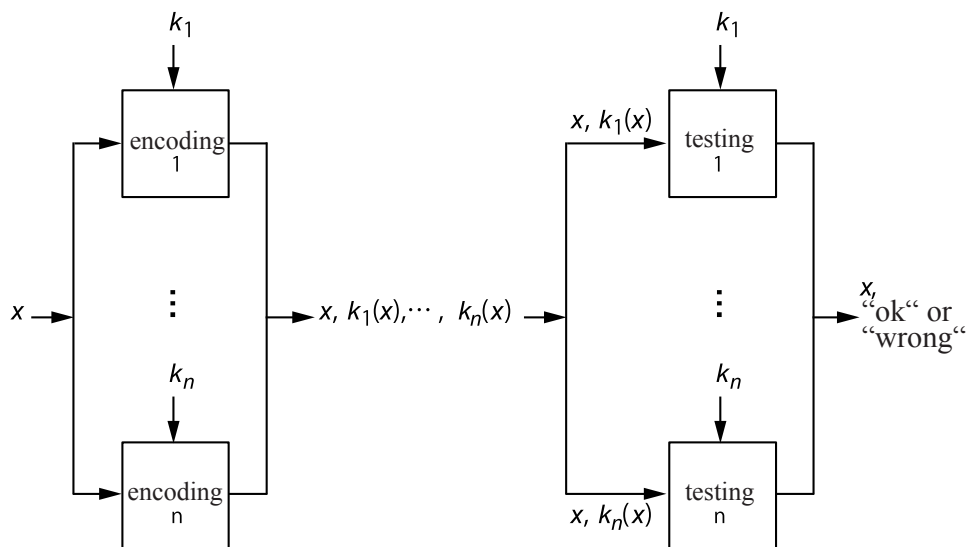 k1
k1
encoding
1
x, k1(x)
testing
1
x
⋮
x, k1(x),⋯ , kn(x)
⋮
x,
“ok“ or
“wrong“
kn
kn
encoding
n
x, kn(x)
testing
n